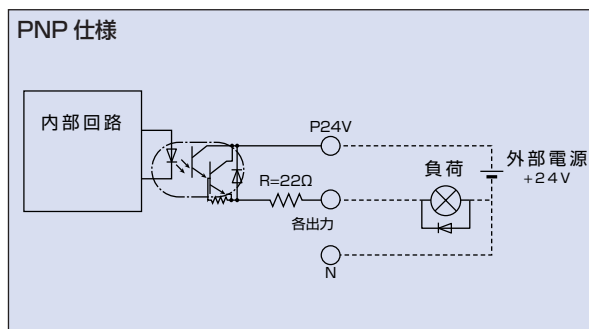 PNP 仕様
内部回路
P24V
負荷
外部電源
+24V
R=22Ω
各出力
N